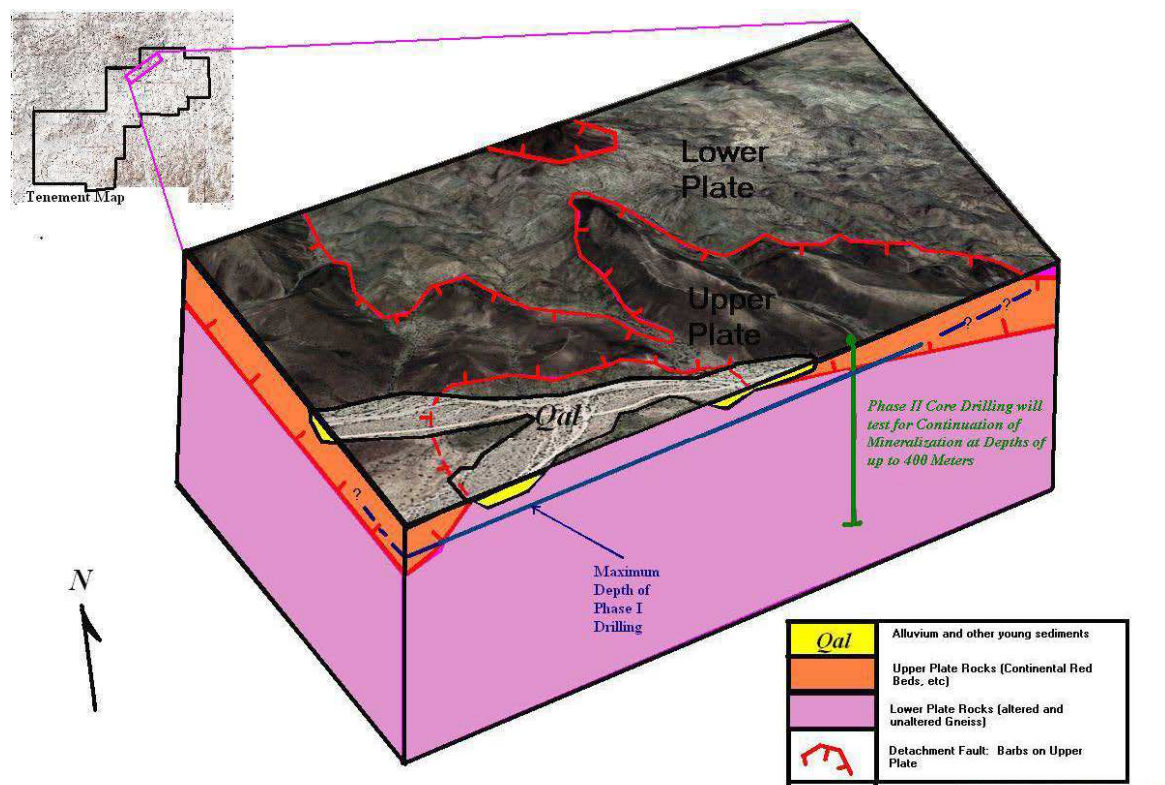 Tenement Map
Lower
Plate
Upper
Plate
Qal
?
?
?
Phase II Core Drilling will
test for Continuation of
Mineralization at Depths of
up to 400 Meters
Maximum
Depth of
Phase I
Drilling
N
Qal
Alluvium and other young sediments
Upper Plate Rocks (Continental Red
Beds, etc)
Lower Plate Rocks (altered and
unaltered Gneiss)
Detachment Fault: Barbs on Upper
Plate